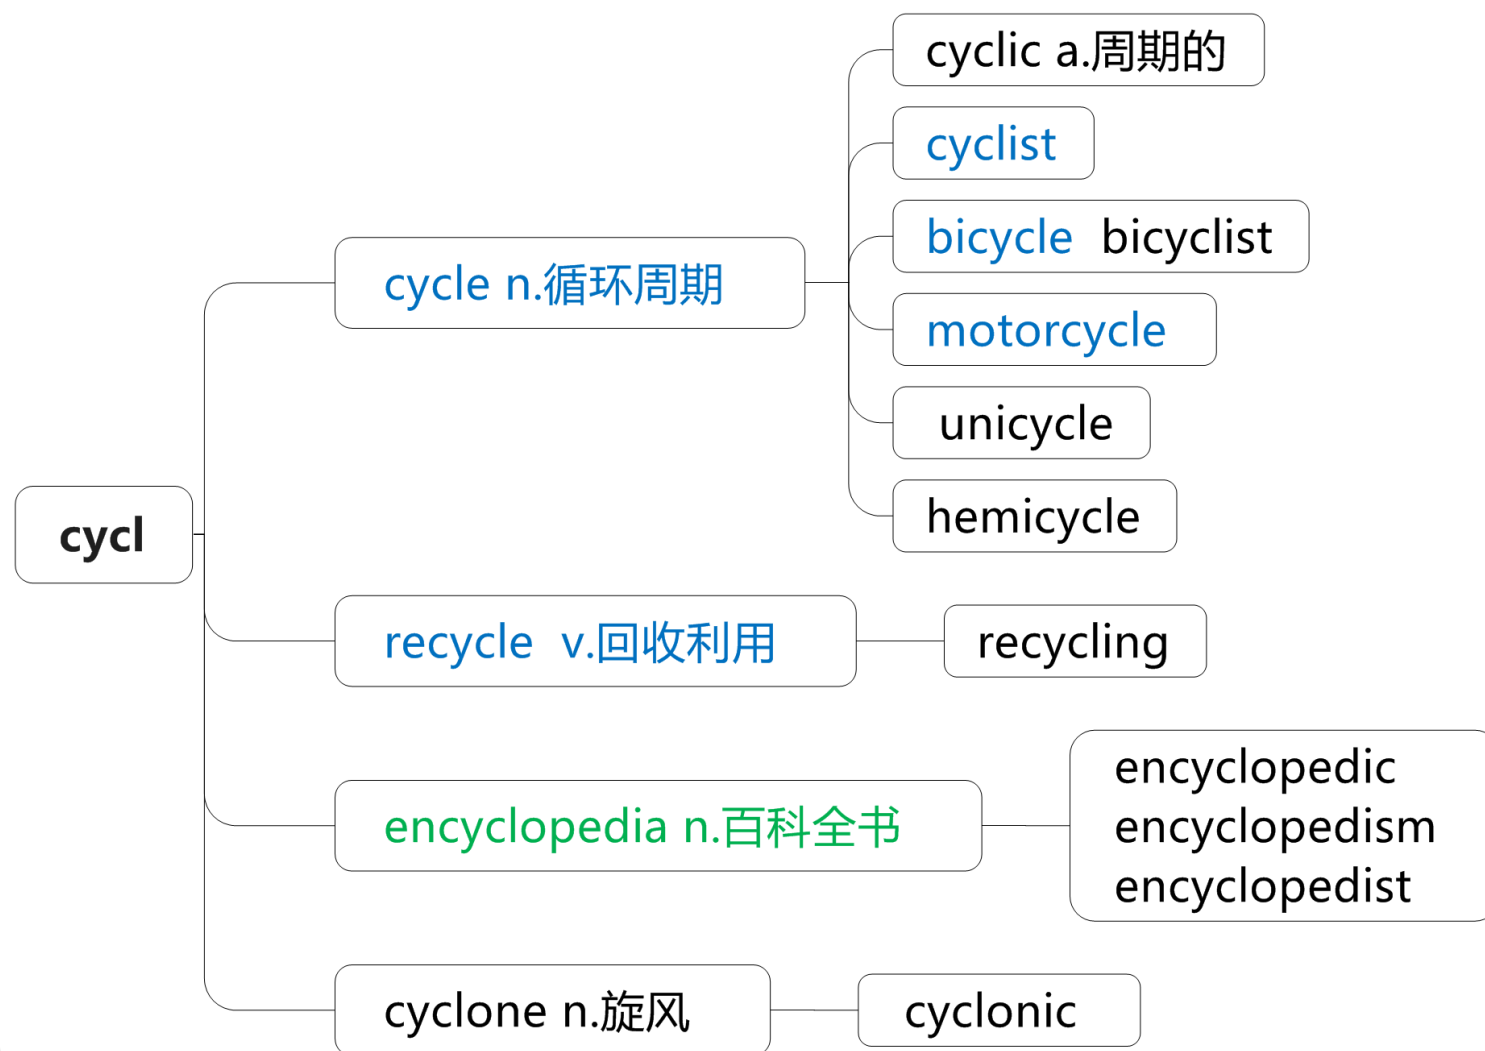 cycl
cycle n.循环周期
cyclic a.周期的
cyclist
bicycle  bicyclist
motorcycle
unicycle
hemicycle
recycle  v.回收利用
recycling
encyclopedia n.百科全书
encyclopedic
encyclopedism
encyclopedist
cyclone n.旋风
cyclonic